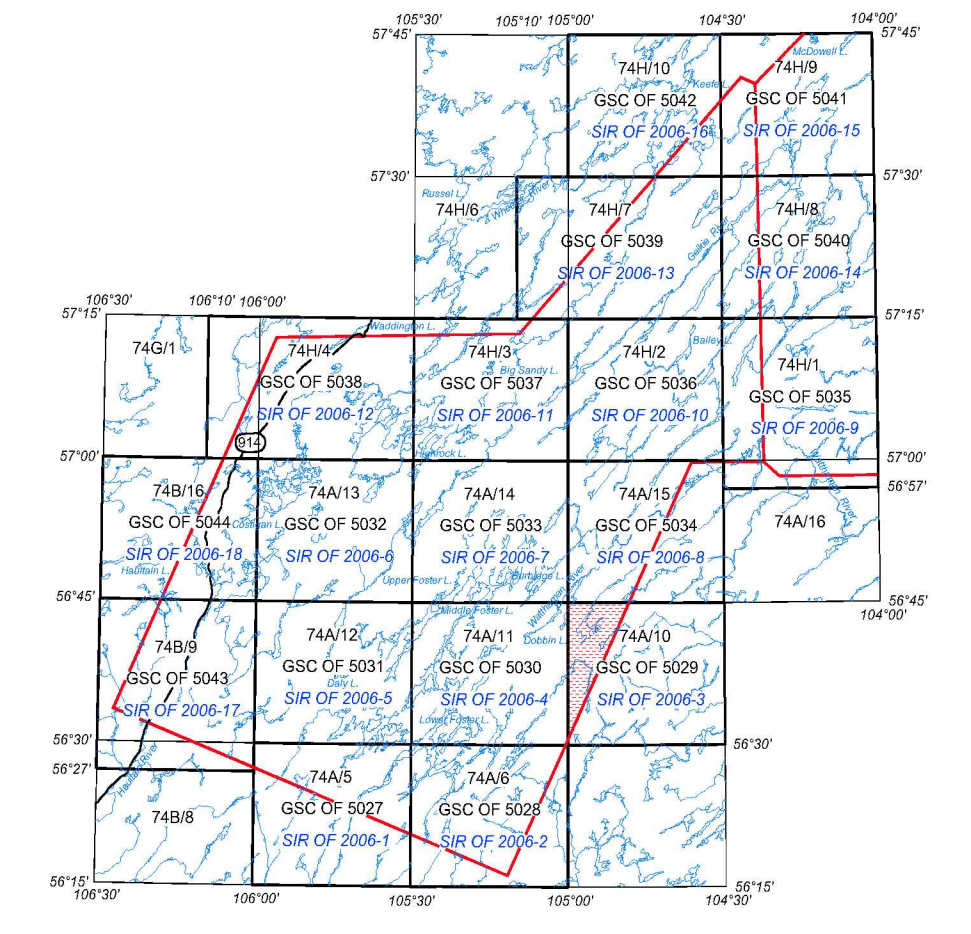 105°30'
105°10'
105°00'
104°30'
104°00'
57°45'
57°45'
McDowell L.
74H/10
74H/9
Keefe L.
GSC OF 5042
GSC OF 5041
SIR OF 2006-16
SIR OF 2006-15
57°30'
57°30'
Russel L.
74H/6
Wheeler River
74H/7
74H/8
Geikie River
GSC OF 5039
GSC OF 5040
SIR OF 2006-13
SIR OF 2006-14
106°30'
106°10'
106°00'
57°15'
57°15'
Waddington L.
74G/1
74H/4
74H/3
74H/2
Bailey L.
74H/1
Big Sandy L.
GSC OF 5038
GSC OF 5037
GSC OF 5036
GSC OF 5035
SIR OF 2006-12
SIR OF 2006-11
SIR OF 2006-10
SIR OF 2006-9
914
Highrock L.
57°00'
57°00'
56°57'
74B/16
74A/13
74A/14
74A/15
74A/16
River
GSC OF 5044
Costigan L.
GSC OF 5032
GSC OF 5033
GSC OF 5034
SIR OF 2006-18
SIR OF 2006-6
SIR OF 2006-7
SIR OF 2006-8
Haultain L.
Upper Foster L.
Burbidge L.
56°45'
56°45'
104°00'
Middle Foster L.
River
74B/9
74A/12
74A/11
Dobbin L.
74A/10
GSC OF 5043
GSC OF 5031
GSC OF 5030
GSC OF 5029
Daly L.
SIR OF 2006-17
SIR OF 2006-5
SIR OF 2006-4
SIR OF 2006-3
Lower Foster L.
56°30'
56°30'
56°27'
Haultain River
74B/8
74A/5
74A/6
GSC OF 5027
GSC OF 5028
SIR OF 2006-1
SIR OF 2006-2
56°15'
56°15'
106°30'
106°00'
105°30'
105°00'
104°30'